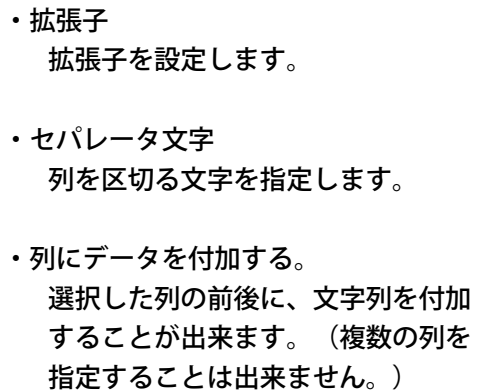 ・拡張子
拡張子を設定します。
・セパレータ文字
列を区切る文字を指定します。
・列にデータを付加する。
選択した列の前後に、文字列を付加
することが出来ます。（複数の列を
指定することは出来ません。）